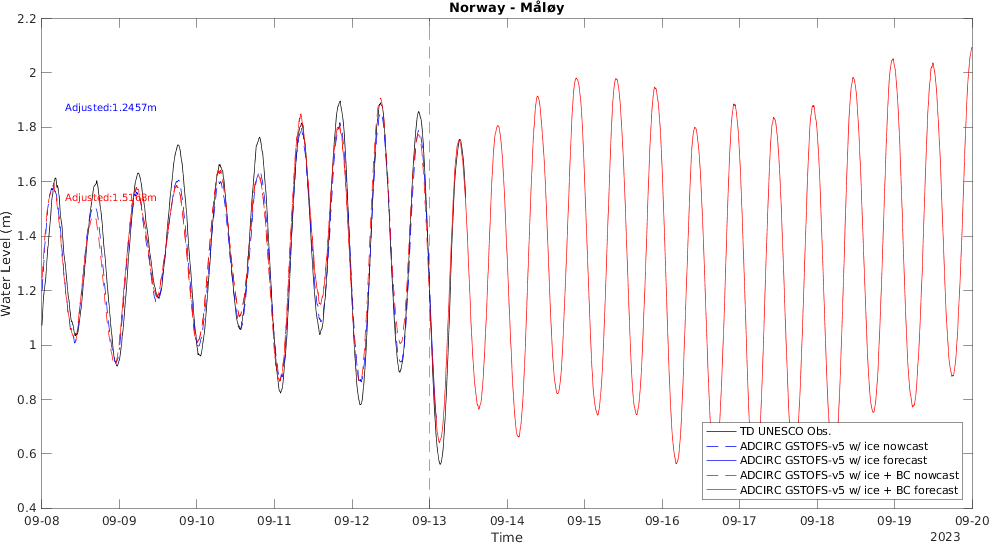 Norway - Måløy
2.2
2
1.8
1.6
1.4
1.2
1
0.8
0.6
0.4
Water Level (m)
Adjusted:1.2457m
TD UNESCO Obs.
ADCIRC GSTOFS-v5 w/ ice nowcast
ADCIRC GSTOFS-v5 w/ ice forecast
ADCIRC GSTOFS-v5 w/ ice + BC nowcast
ADCIRC GSTOFS-v5 w/ ice + BC forecast
09-08 09-09 09-10 09-11 09-12 09-13 09-14 09-15 09-16 09-17 09-18 09-19 09-20
Time
2023